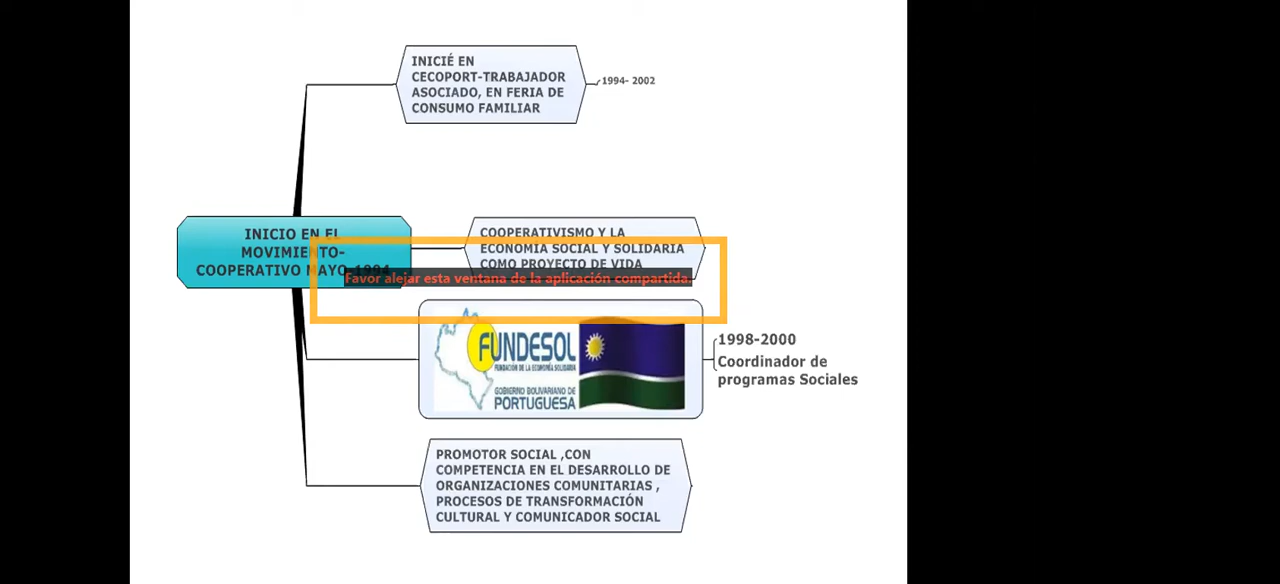 INICIÉ EN
CECOPORT-TRABAJADOR
ASOCIADO, EN FERIA DE
CONSUMO FAMILIAR
1994- 2002
INICIO EN EL
MOVIMIENTO-
COOPERATIVO MAYO-1994
COOPERATIVISMO Y LA
ECONOMIA SOCIAL Y SOLIDARIA
COMO PROYECTO DE VIDA
Favor alejar esta ventana de la aplicación compartida.
FUNDESOL
FUNDACIÓN DE LA ECONOMÍA SOLIDARIA
GOBIERNO BOLIVARIANO DE
PORTUGUESA
1998-2000
Coordinador de
programas Sociales
PROMOTOR SOCIAL ,CON
COMPETENCIA EN EL DESARROLLO DE
ORGANIZACIONES COMUNITARIAS ,
PROCESOS DE TRANSFORMACIÓN
CULTURAL Y COMUNICADOR SOCIAL